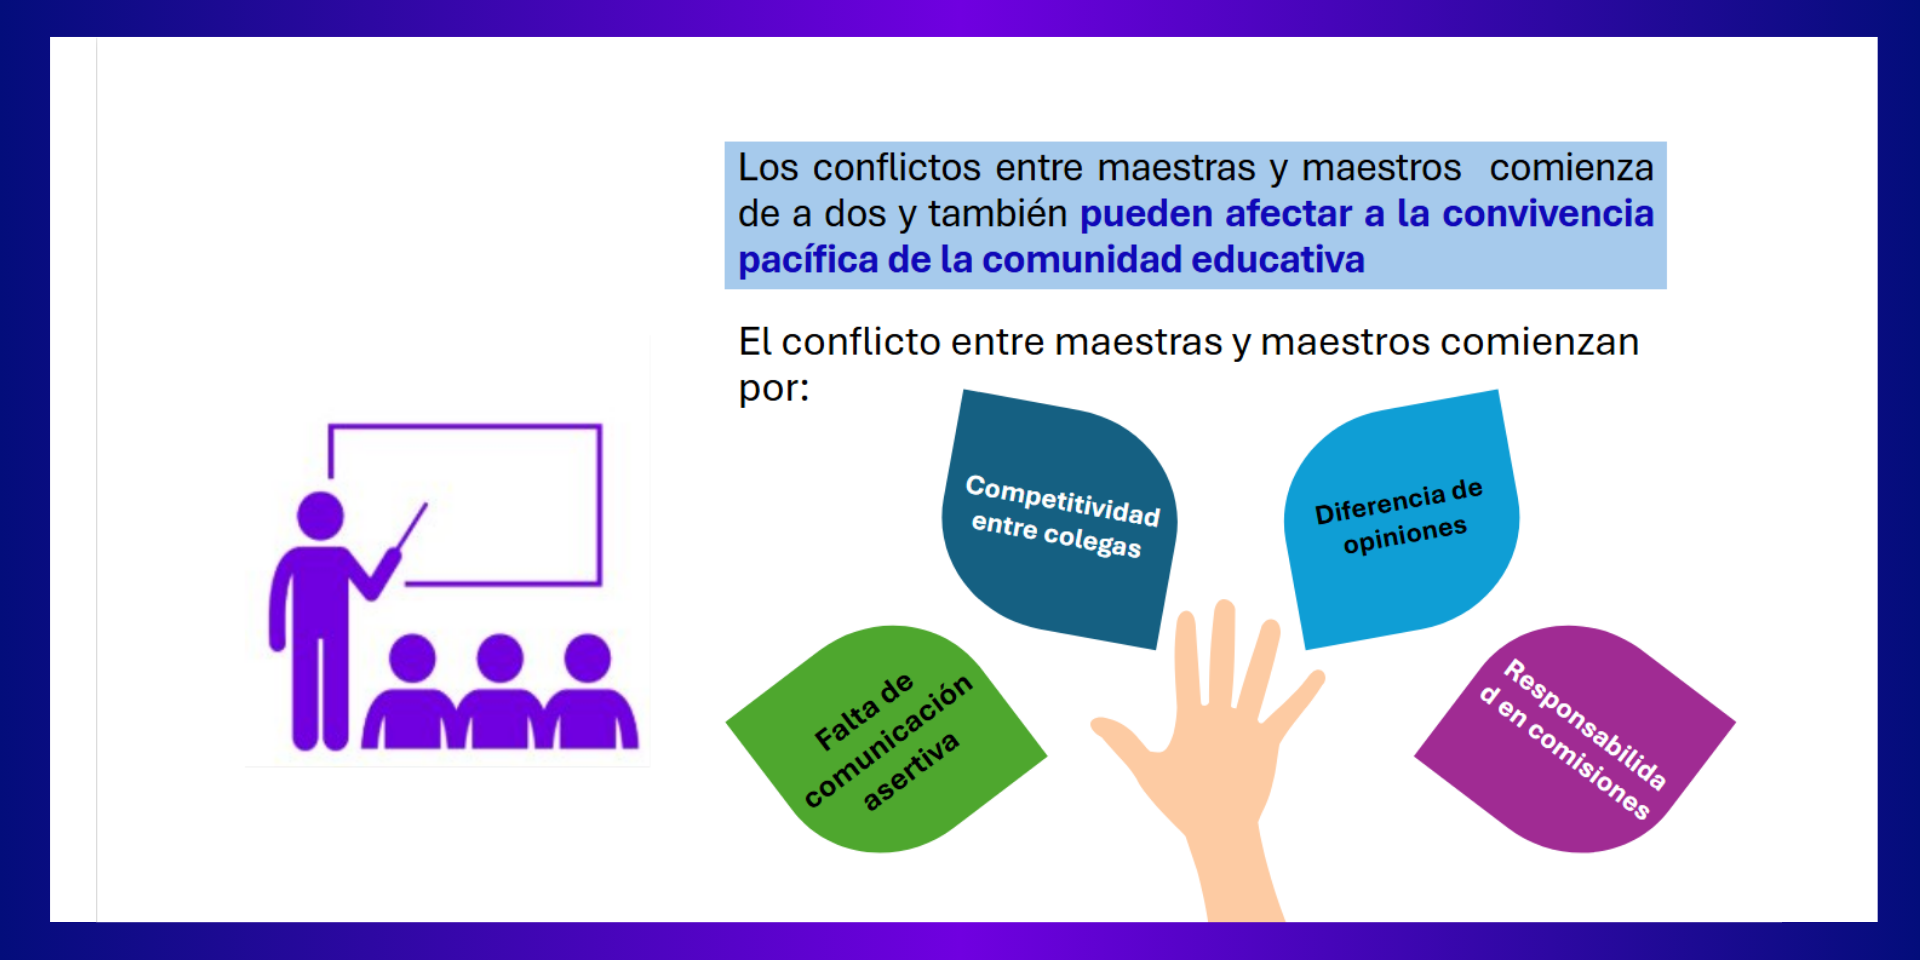 Los conflictos entre maestras y maestros comienza
de a dos y también pueden afectar a la convivencia
pacífica de la comunidad educativa
El conflicto entre maestras y maestros comienzan
por:
Falta de
comunicación
asertiva
Competitividad
entre colegas
Diferencia de
opiniones
Responsabilida
d en comisiones